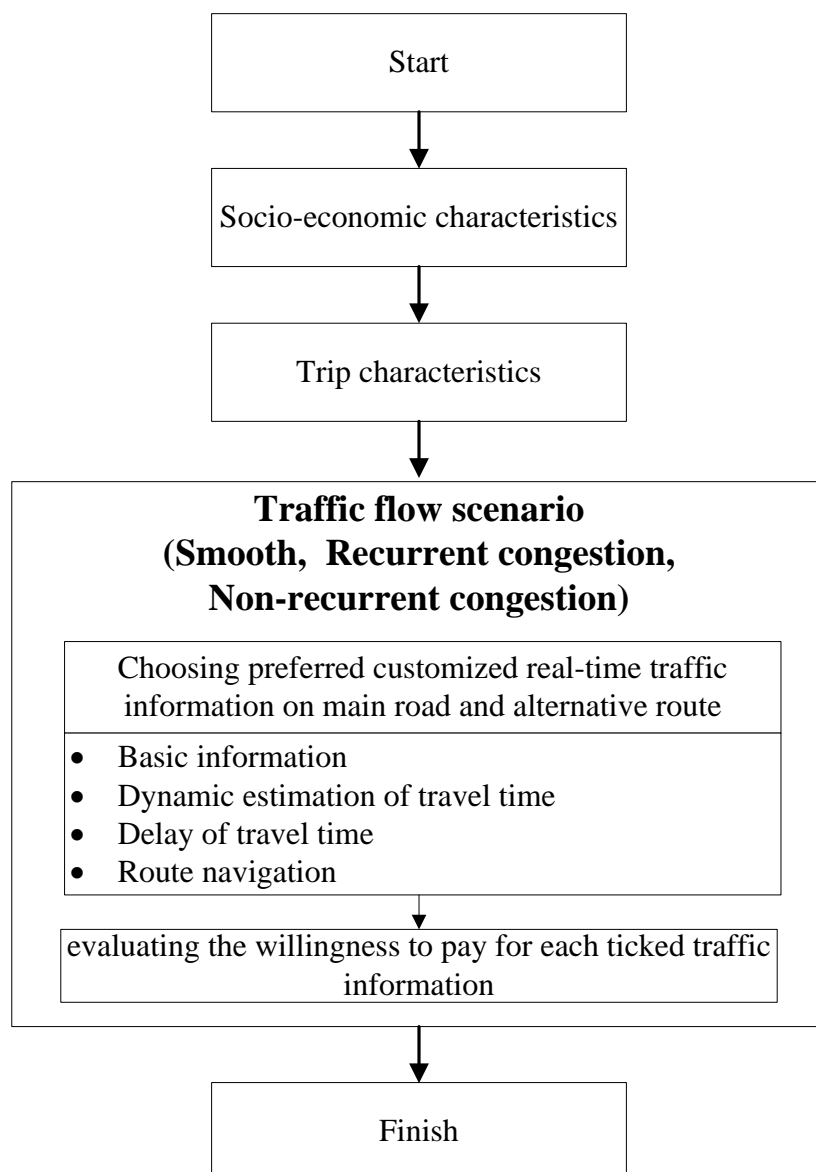 Start
Socio-economic characteristics
Trip characteristics
Traffic flow scenario
(Smooth,  Recurrent congestion,
Non-recurrent congestion)
Choosing preferred customized real-time traffic
information on main road and alternative route
• Basic information
• Dynamic estimation of travel time
• Delay of travel time
• Route navigation
evaluating the willingness to pay for each ticked traffic
information
Finish